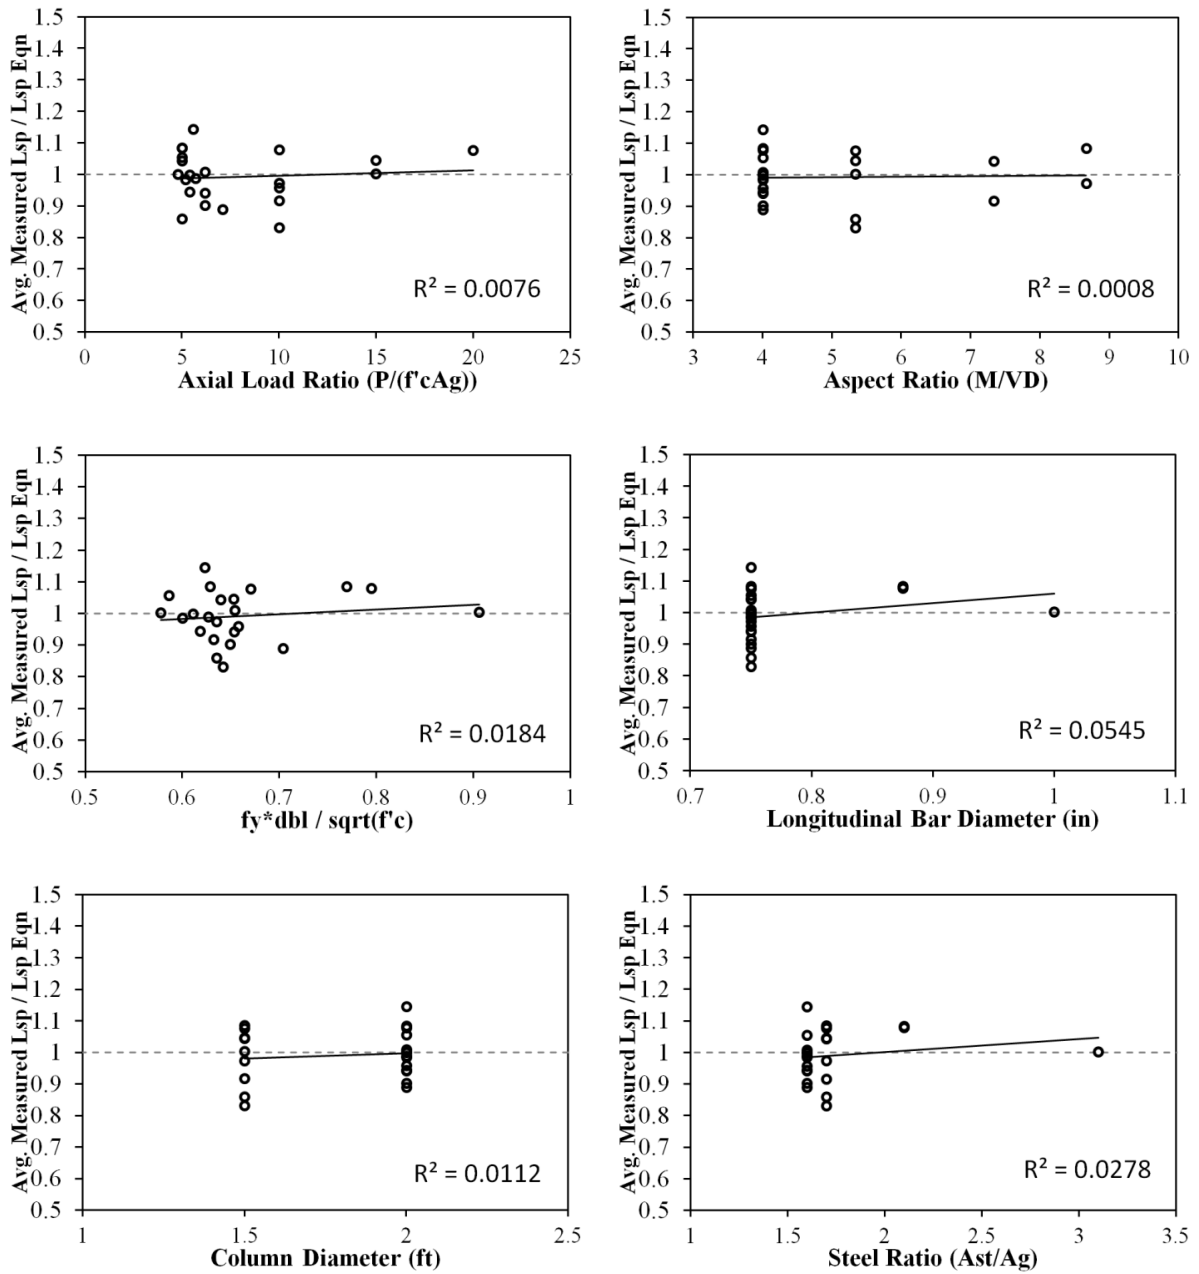 Avg. Measured Lsp / Lsp Eqn
1.5
1.4
1.3
1.2
1.1
1
0.9
0.8
0.7
0.6
0.5
R² = 0.0076
0 5 10 15 20 25
Axial Load Ratio (P/(f'cAg))
Avg. Measured Lsp / Lsp Eqn
1.5
1.4
1.3
1.2
1.1
1
0.9
0.8
0.7
0.6
0.5
R² = 0.0008
3 4 5 6 7 8 9 10
Aspect Ratio (M/VD)
Avg. Measured Lsp / Lsp Eqn
1.5
1.4
1.3
1.2
1.1
1
0.9
0.8
0.7
0.6
0.5
R² = 0.0184
0.5 0.6 0.7 0.8 0.9 1
fy*dbl / sqrt(f'c)
Avg. Measured Lsp / Lsp Eqn
1.5
1.4
1.3
1.2
1.1
1
0.9
0.8
0.7
0.6
0.5
R² = 0.0545
0.7 0.8 0.9 1 1.1
Longitudinal Bar Diameter (in)
Avg. Measured Lsp / Lsp Eqn
1.5
1.4
1.3
1.2
1.1
1
0.9
0.8
0.7
0.6
0.5
R² = 0.0112
1 1.5 2 2.5
Column Diameter (ft)
Avg. Measured Lsp / Lsp Eqn
1.5
1.4
1.3
1.2
1.1
1
0.9
0.8
0.7
0.6
0.5
R² = 0.0278
1 1.5 2 2.5 3 3.5
Steel Ratio (Ast/Ag)